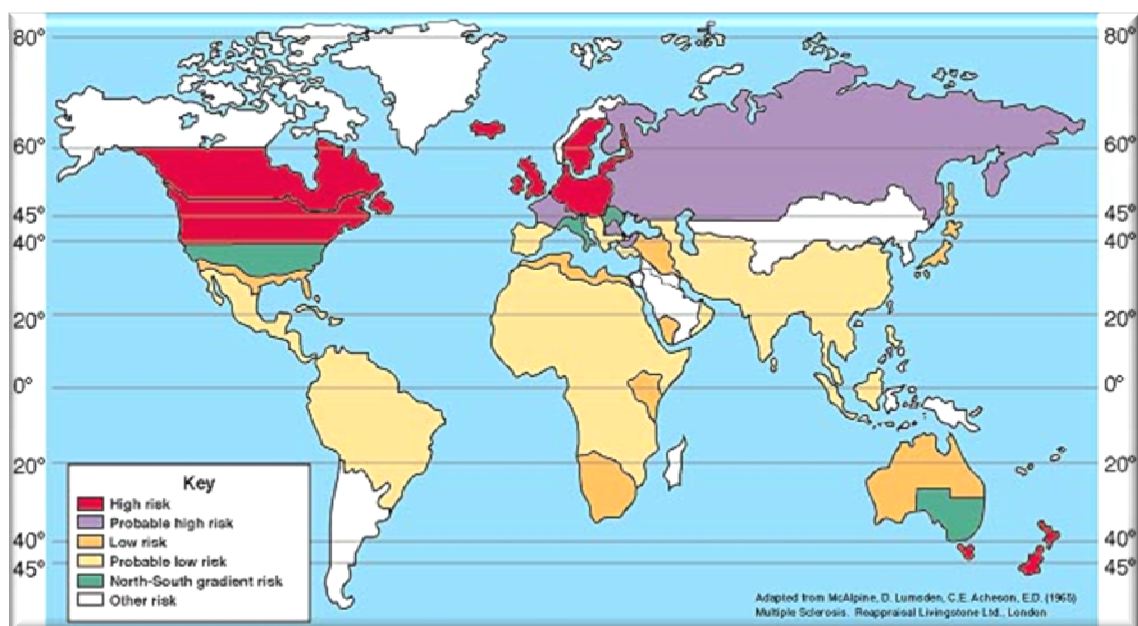 80° 80°
60° 60°
45° 45°
40° 40°
20° 20°
0° 0°
20° 20°
Key
High risk
Probable high risk
Low risk
Probable low risk
North-South gradient risk
Other risk
40° 40°
45° 45°
Adapted from McAlpine, D. Lumsden, C.E. Acheson, E.D. (1965)
Multiple Sclerosis. Reappraisal Livingstone Ltd., London